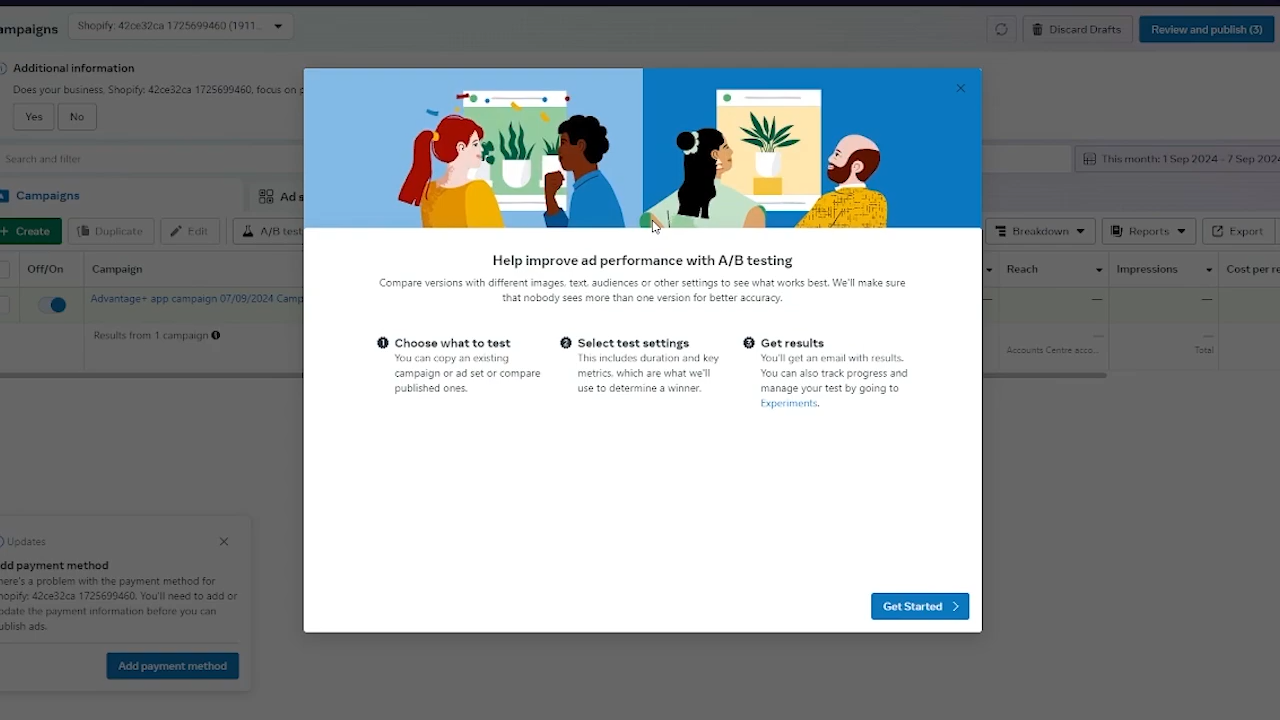 ampaigns
Shopify: 42ce32ca 1725699460 (1911...
Discard Drafts
Review and publish (3)
Additional information
Does your business, Shopify: 42ce32ca 1725699460, focus on p
Yes
No
Search and filter
This month: 1 Sep 2024 - 7 Sep 2024
Campaigns
Ad s
Create
Duplicate
Edit
A/B test
Breakdown
Reports
Export
Off/On
Campaign
Reach
Impressions
Cost per re
Advantage+ app campaign 07/09/2024 Camp
—
—
—
Results from 1 campaign
—
—
Accounts Centre acco...
Total
Help improve ad performance with A/B testing
Compare versions with different images, text, audiences or other settings to see what works best. We'll make sure
that nobody sees more than one version for better accuracy.
1 Choose what to test
You can copy an existing
campaign or ad set or compare
published ones.
2 Select test settings
This includes duration and key
metrics, which are what we'll
use to determine a winner.
3 Get results
You'll get an email with results.
You can also track progress and
manage your test by going to
Experiments.
Get Started
Updates
dd payment method
here's a problem with the payment method for
hopify: 42ce32ca 1725699460. You'll need to add or
pdate the payment information before you can
ublish ads.
Add payment method